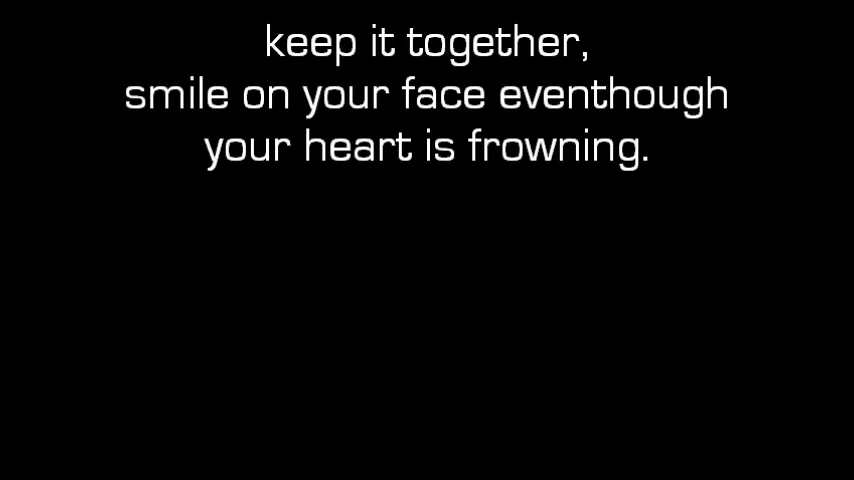 keep it together,
smile on your face eventhough
your heart is frowning.